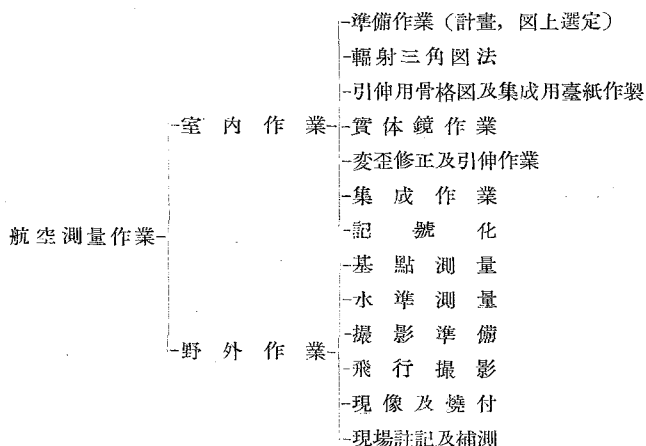 準備作業（計畫，図上選定）
輻射三角図法
引伸用骨格図及集成用臺紙作製
室内作業
實体鏡作業
変歪修正及引伸作業
集成作業
記號化
航空測量作業
基點測量
水準測量
撮影準備
野外作業
飛行撮影
現像及燒付
現場註記及補測